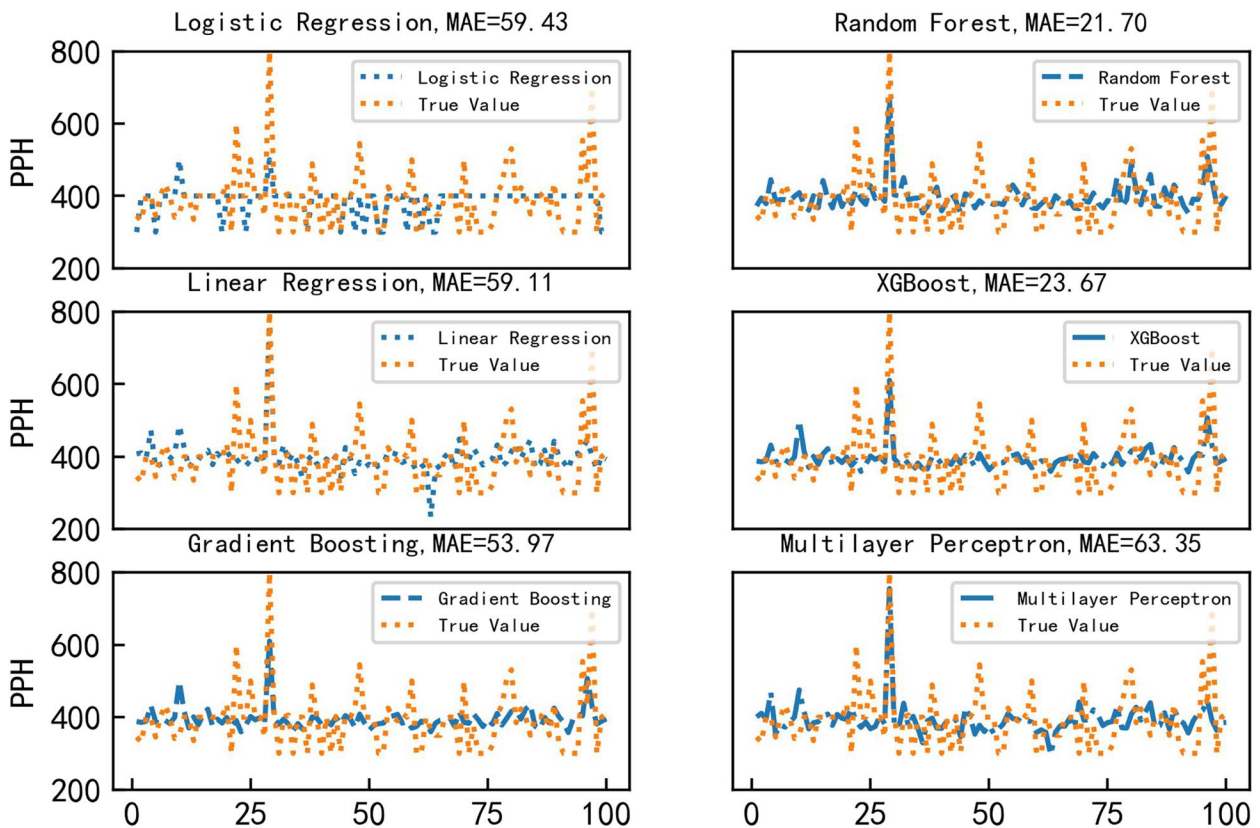 Logistic Regression, MAE=59.43
800
600
400
200
PPH
Logistic Regression
True Value
Random Forest, MAE=21.70
Random Forest
True Value
Linear Regression, MAE=59.11
800
600
400
200
PPH
Linear Regression
True Value
XGBoost, MAE=23.67
XGBoost
True Value
Gradient Boosting, MAE=53.97
800
600
400
200
PPH
Gradient Boosting
True Value
0 25 50 75 100
Multilayer Perceptron, MAE=63.35
Multilayer Perceptron
True Value
0 25 50 75 100